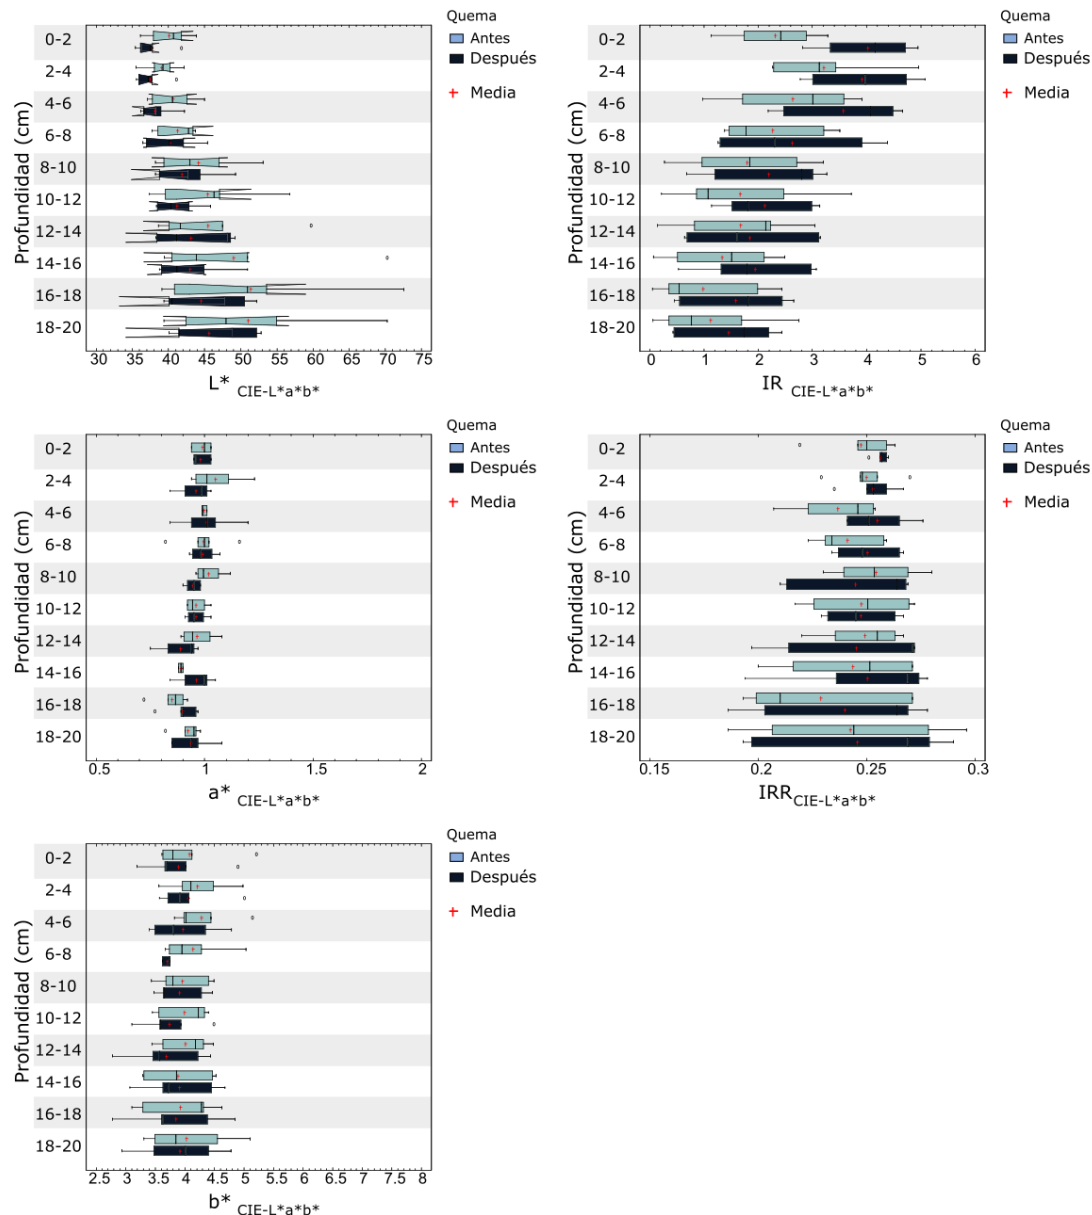 Quema
Antes
Después
Media
Profundidad (cm)
0-2
2-4
4-6
6-8
8-10
10-12
12-14
14-16
16-18
18-20
30 35 40 45 50 55 60 65 70 75
L* CIE-L*a*b*
Quema
Antes
Después
Media
Profundidad (cm)
0-2
2-4
4-6
6-8
8-10
10-12
12-14
14-16
16-18
18-20
0 1 2 3 4 5 6
IR CIE-L*a*b*
Quema
Antes
Después
Media
Profundidad (cm)
0-2
2-4
4-6
6-8
8-10
10-12
12-14
14-16
16-18
18-20
0.5 1 1.5 2
a* CIE-L*a*b*
Quema
Antes
Después
Media
Profundidad (cm)
0-2
2-4
4-6
6-8
8-10
10-12
12-14
14-16
16-18
18-20
0.15 0.2 0.25 0.3
IRR CIE-L*a*b*
Quema
Antes
Después
Media
Profundidad (cm)
0-2
2-4
4-6
6-8
8-10
10-12
12-14
14-16
16-18
18-20
2.5 3 3.5 4 4.5 5 5.5 6 6.5 7 7.5 8
b* CIE-L*a*b*